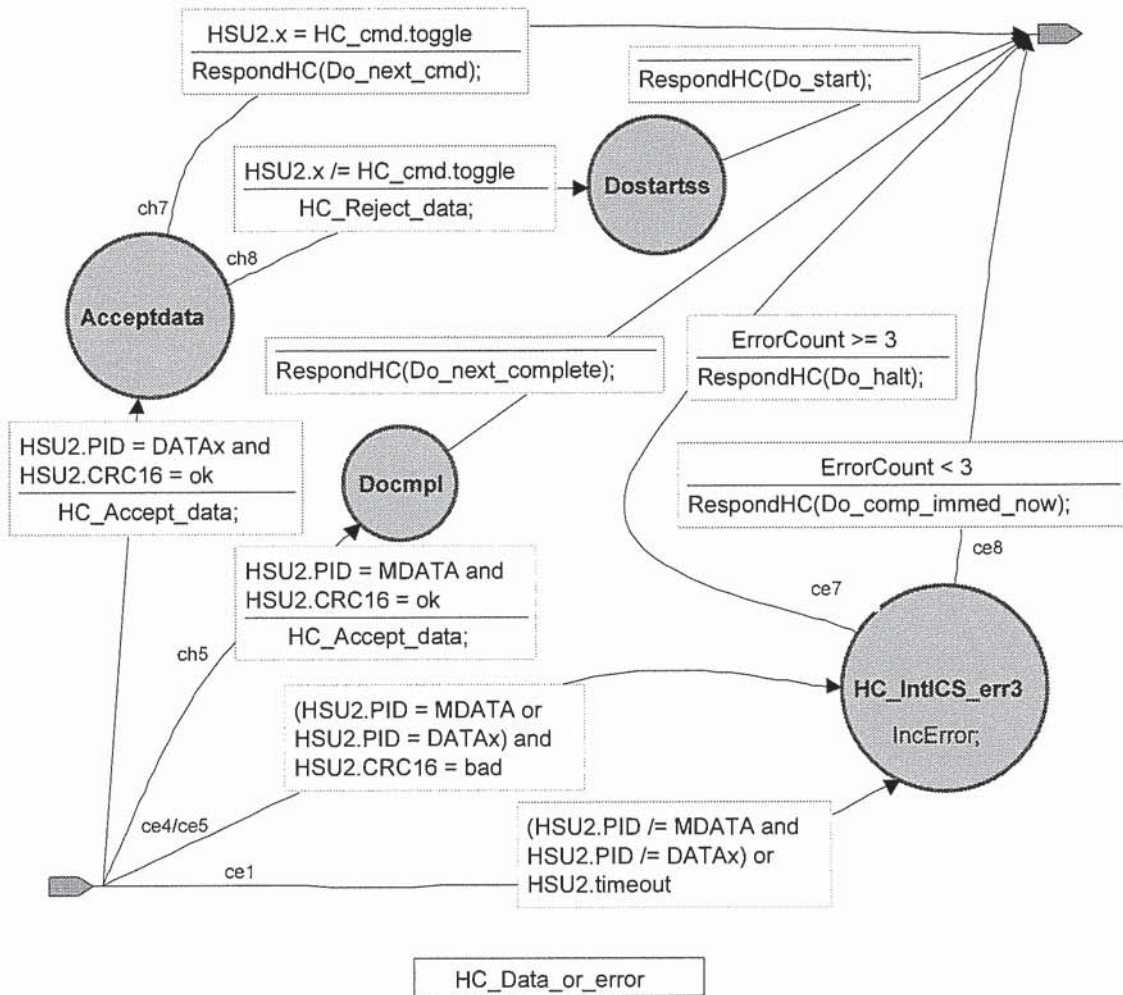 HSU2.x = HC_cmd.toggle
RespondHC(Do_next_cmd);
RespondHC(Do_start);
HSU2.x /= HC_cmd.toggle
HC_Reject_data;
Dostartss
ch7
ch8
Acceptdata
ErrorCount >= 3
RespondHC(Do_halt);
RespondHC(Do_next_complete);
HSU2.PID = DATAx and
HSU2.CRC16 = ok
HC_Accept_data;
Docmpl
ErrorCount < 3
RespondHC(Do_comp_immed_now);
ce8
ce7
HSU2.PID = MDATA and
HSU2.CRC16 = ok
HC_Accept_data;
ch5
HC_IntICS_err3
IncError;
(HSU2.PID = MDATA or
HSU2.PID = DATAx) and
HSU2.CRC16 = bad
ce4/ce5
(HSU2.PID /= MDATA and
HSU2.PID /= DATAx) or
HSU2.timeout
ce1
HC_Data_or_error